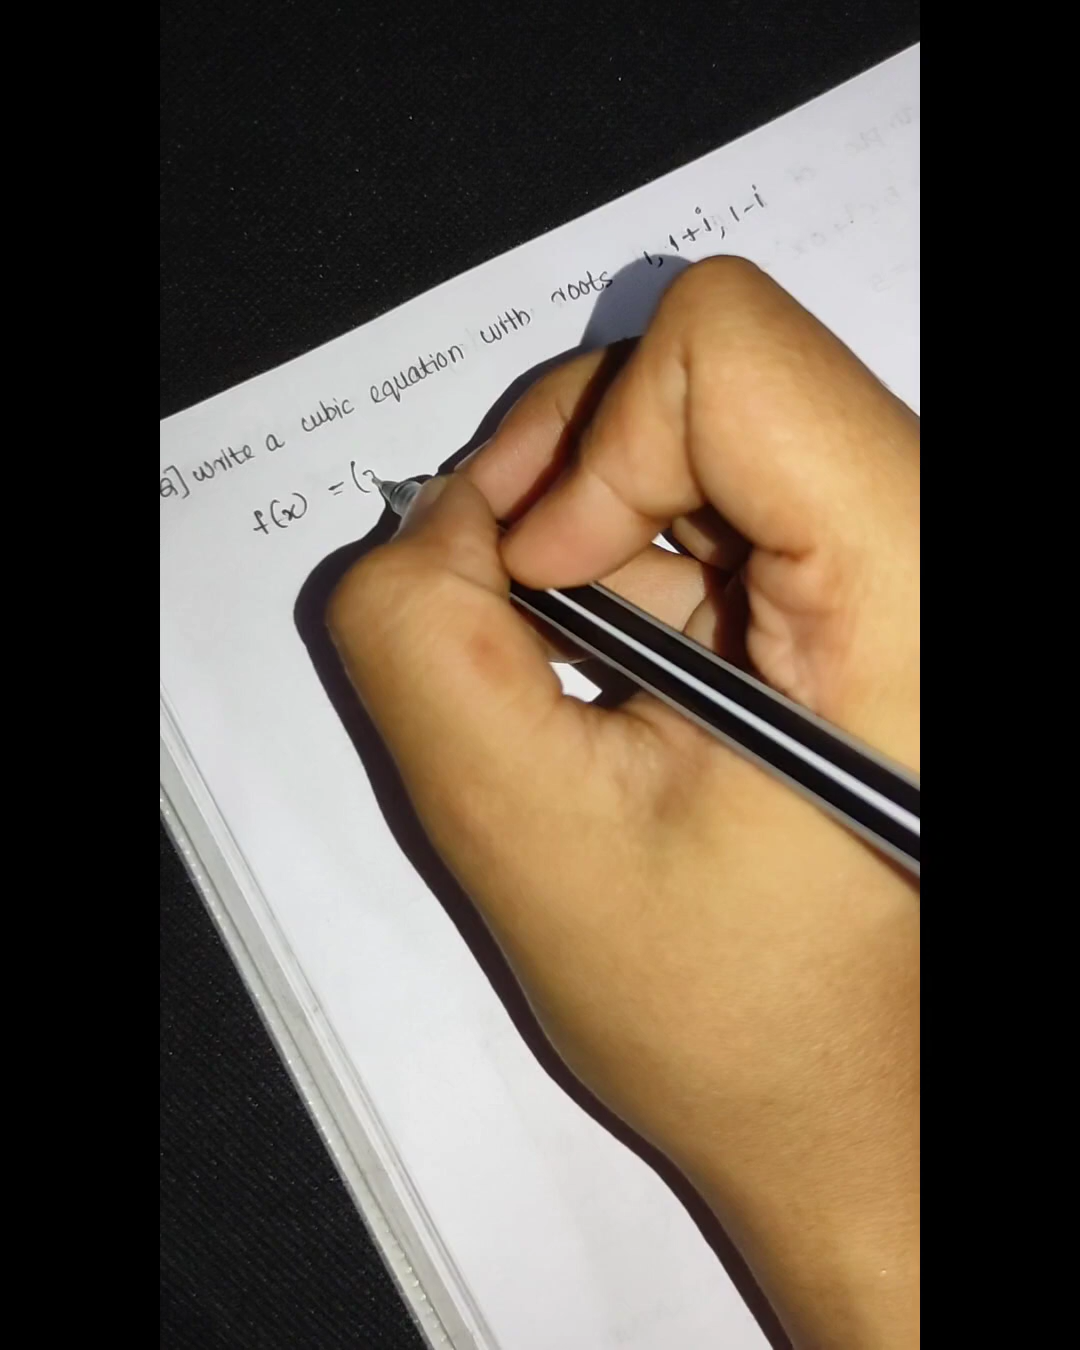 2] write a cubic equation with roots 1, 1+i, 1-i
f(x) = (